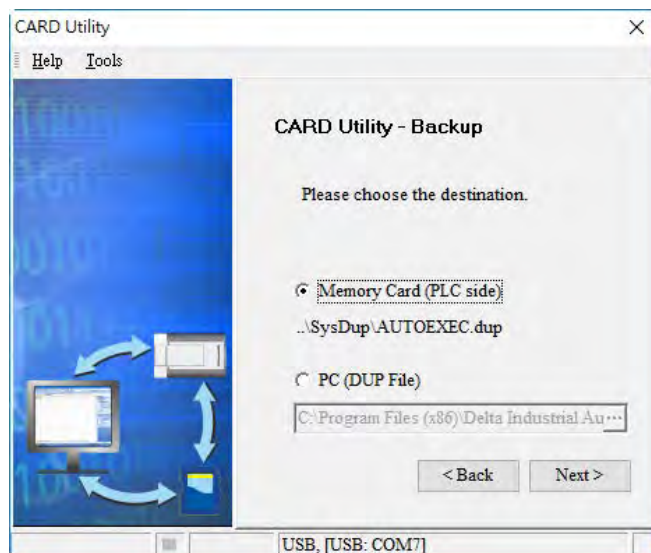 CARD Utility
Help Tools
CARD Utility - Backup
Please choose the destination.
Memory Card (PLC side)
..\SysDup\AUTOEXEC.dup
PC (DUP File)
C:\Program Files (x86)\Delta Industrial Au...
< Back Next >
USB, [USB: COM7]